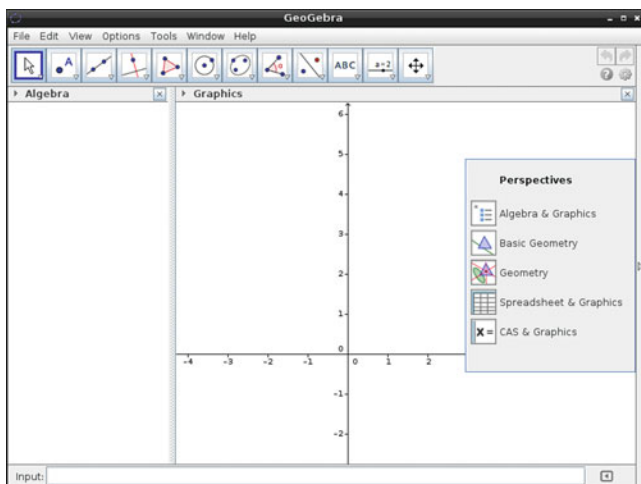 GeoGebra
File Edit View Options Tools Window Help
A
ABC
a=2
Algebra
Graphics
6
5
4
3
2
1
0
-4 -3 -2 -1 0 1 2
-1
-2
Perspectives
Algebra & Graphics
Basic Geometry
Geometry
Spreadsheet & Graphics
X= CAS & Graphics
Input: